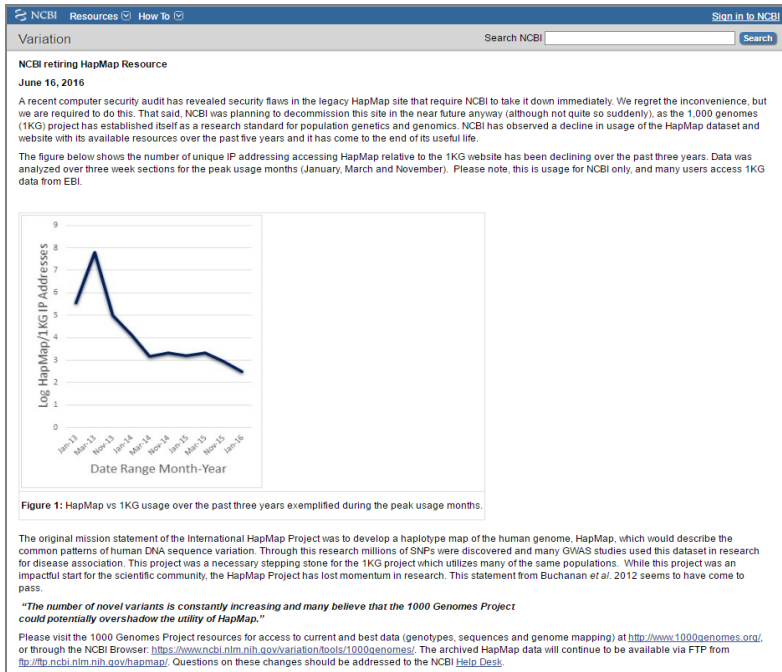 NCBI Resources How To Sign in to NCBI
Variation Search NCBI Search
NCBI retiring HapMap Resource
June 16, 2016
A recent computer security audit has revealed security flaws in the legacy HapMap site that require NCBI to take it down immediately. We regret the inconvenience, but
we are required to do this. That said, NCBI was planning to decommission this site in the near future anyway (although not quite so suddenly), as the 1,000 genomes
(1KG) project has established itself as a research standard for population genetics and genomics. NCBI has observed a decline in usage of the HapMap dataset and
website with its available resources over the past five years and it has come to the end of its useful life.
The figure below shows the number of unique IP addressing accessing HapMap relative to the 1KG website has been declining over the past three years. Data was
analyzed over three week sections for the peak usage months (January, March and November). Please note, this is usage for NCBI only, and many users access 1KG
data from EBI.
Log HapMap/1KG IP Addresses
9
8
7
6
5
4
3
2
1
0
Jan-13 Mar-13 Nov-13 Jan-14 Mar-14 Nov-14 Jan-15 Mar-15 Nov-15 Jan-16
Date Range Month-Year
Figure 1: HapMap vs 1KG usage over the past three years exemplified during the peak usage months.
The original mission statement of the International HapMap Project was to develop a haplotype map of the human genome, HapMap, which would describe the
common patterns of human DNA sequence variation. Through this research millions of SNPs were discovered and many GWAS studies used this dataset in research
for disease association. This project was a necessary stepping stone for the 1KG project which utilizes many of the same populations. While this project was an
impactful start for the scientific community, the HapMap Project has lost momentum in research. This statement from Buchanan et al. 2012 seems to have come to
pass.
"The number of novel variants is constantly increasing and many believe that the 1000 Genomes Project
could potentially overshadow the utility of HapMap."
Please visit the 1000 Genomes Project resources for access to current and best data (genotypes, sequences and genome mapping) at http://www.1000genomes.org/,
or through the NCBI Browser: https://www.ncbi.nlm.nih.gov/variation/tools/1000genomes/. The archived HapMap data will continue to be available via FTP from
ftp://ftp.ncbi.nlm.nih.gov/hapmap/. Questions on these changes should be addressed to the NCBI Help Desk.